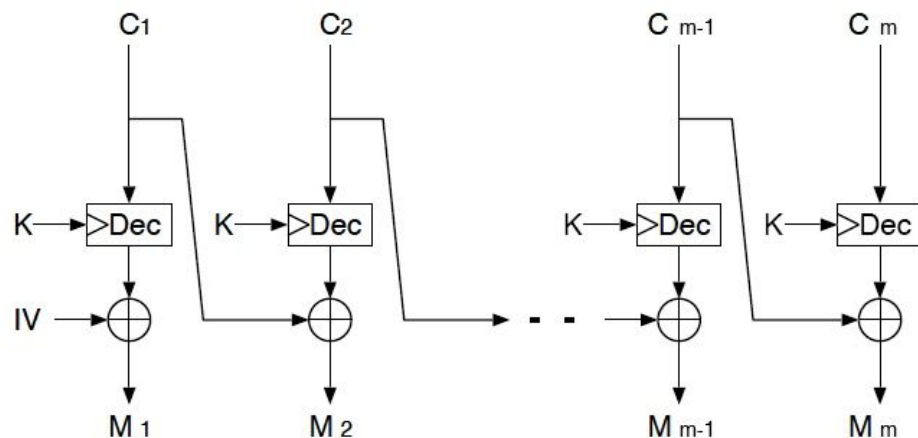 C1 C2 C m-1 C m
K Dec K Dec K Dec K Dec
IV
M 1 M 2 M m-1 M m